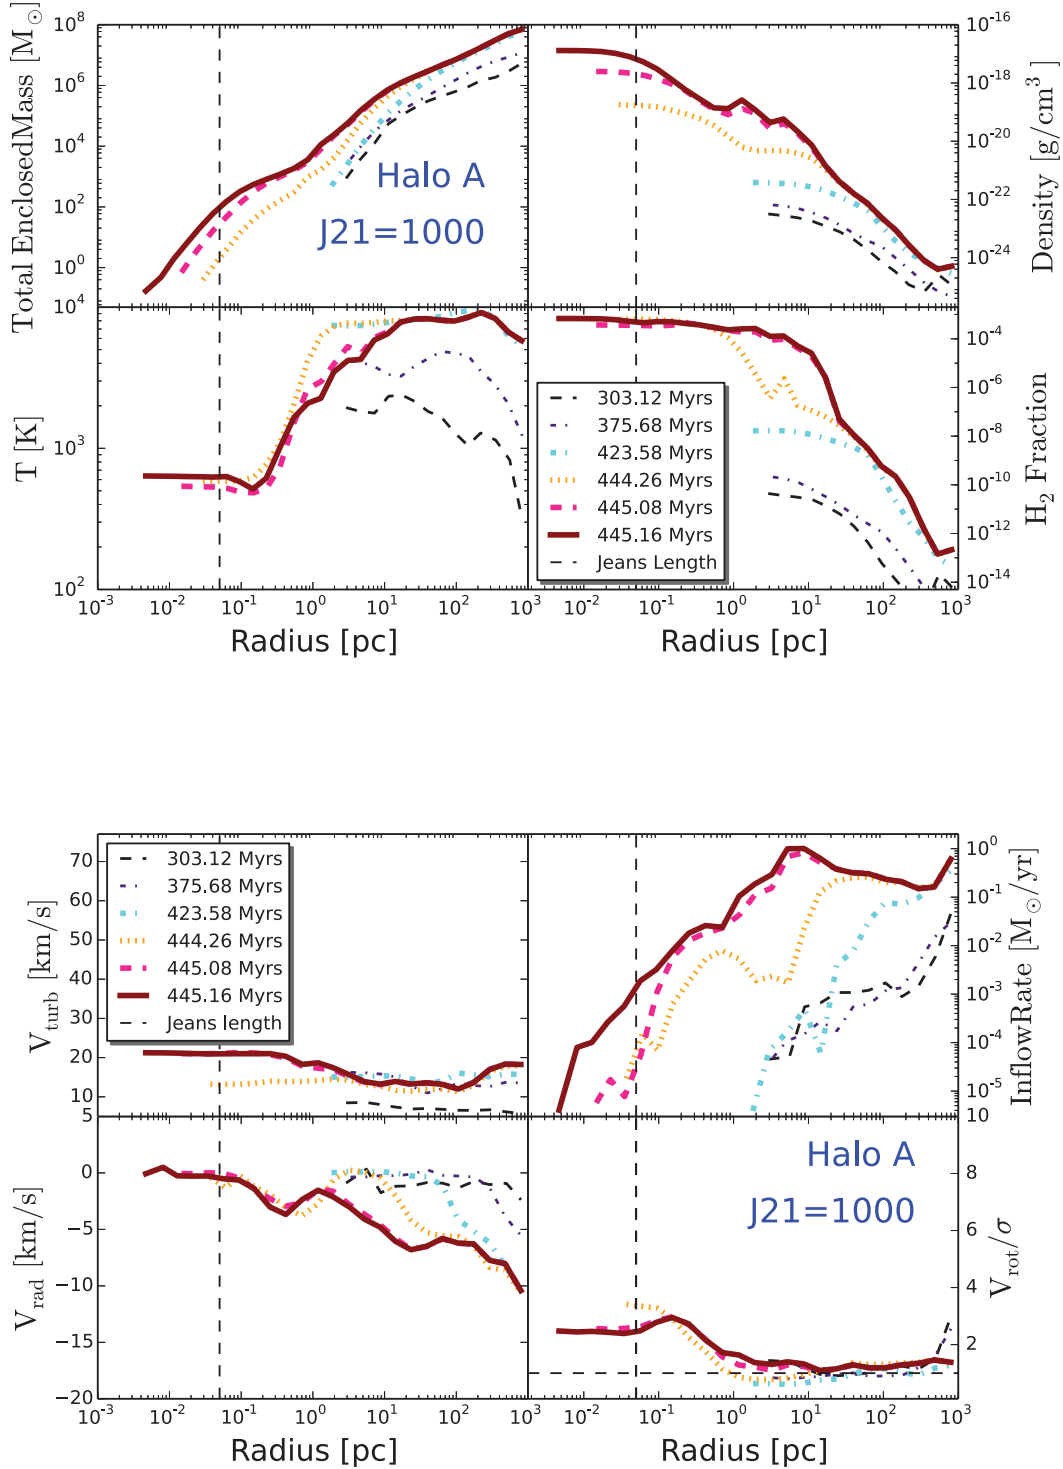 Total EnclosedMass [M⊙]
10^8
10^6
10^4
10^2
10^0
Halo A
J21=1000
10^-16
10^-18
10^-20
10^-22
10^-24
Density [g/cm^3]
T [K]
10^4
10^3
10^2
303.12 Myrs
375.68 Myrs
423.58 Myrs
444.26 Myrs
445.08 Myrs
445.16 Myrs
Jeans Length
10^-4
10^-6
10^-8
10^-10
10^-12
10^-14
H_2 Fraction
10^-3 10^-2 10^-1 10^0 10^1 10^2 10^3
10^-2 10^-1 10^0 10^1 10^2 10^3
Radius [pc]
Radius [pc]
V_turb [km/s]
70
60
50
40
30
20
10
5
303.12 Myrs
375.68 Myrs
423.58 Myrs
444.26 Myrs
445.08 Myrs
445.16 Myrs
Jeans length
10^0
10^-1
10^-2
10^-3
10^-4
10^-5
10
InflowRate [M⊙/yr]
V_rad [km/s]
0
−5
−10
−15
−20
Halo A
J21=1000
8
6
4
2
V_rot/σ
10^-3 10^-2 10^-1 10^0 10^1 10^2 10^3
10^-2 10^-1 10^0 10^1 10^2 10^3
Radius [pc]
Radius [pc]